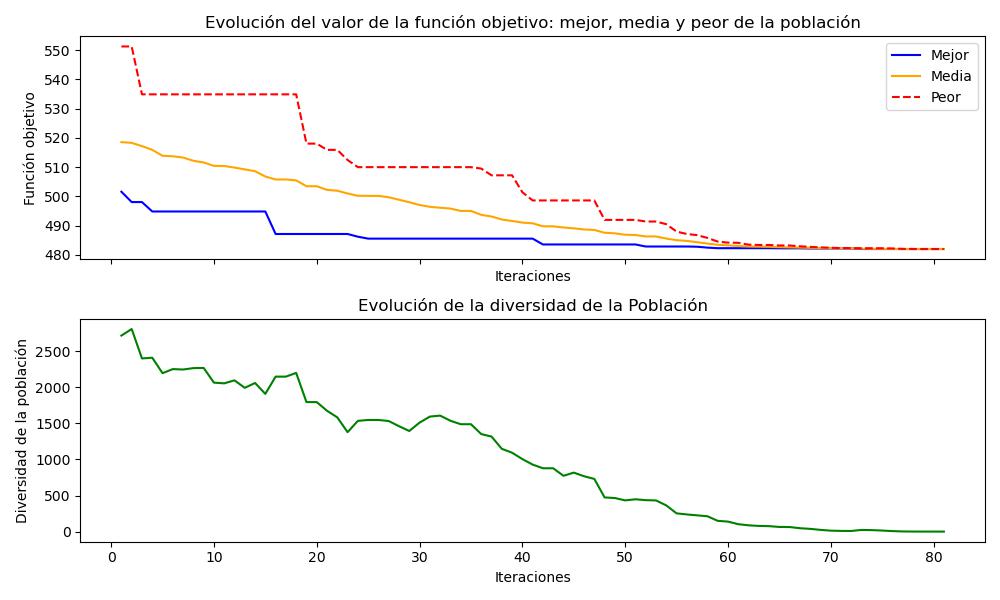 Evolución del valor de la función objetivo: mejor, media y peor de la población
Función objetivo
550
540
530
520
510
500
490
480
Mejor
Media
Peor
Iteraciones
Evolución de la diversidad de la Población
Diversidad de la población
2500
2000
1500
1000
500
0
0 10 20 30 40 50 60 70 80
Iteraciones